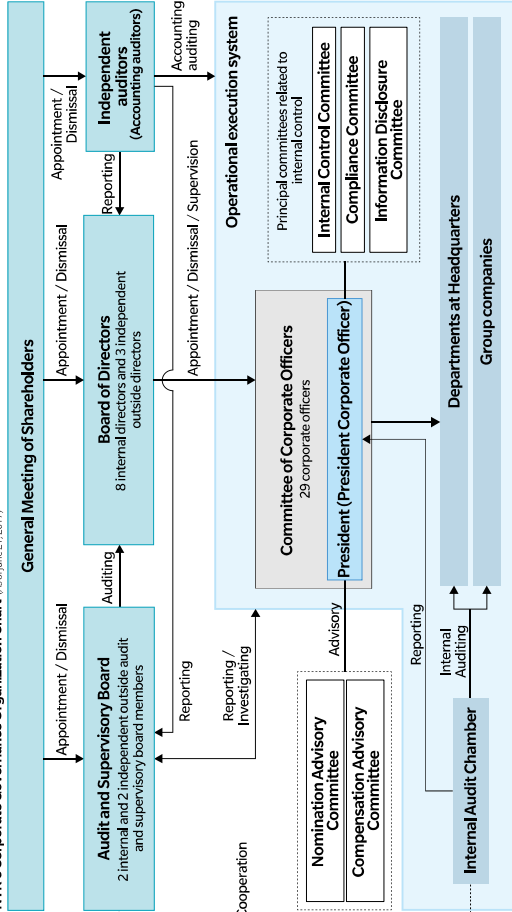 Corporate Governance Organization Chart
General Meeting of Shareholders
Appointment / Dismissal
Appointment / Dismissal
Appointment /
Dismissal
Audit and Supervisory Board
2 internal and 2 independent outside audit
and supervisory board members
Auditing
Board of Directors
8 internal directors and 3 independent
outside directors
Reporting
Independent
auditors
(Accounting auditors)
Accounting
auditing
Reporting
Appointment / Dismissal / Supervision
Reporting /
Investigating
Operational execution system
Cooperation
Committee of Corporate Officers
29 corporate officers
President (President Corporate Officer)
Principal committees related to
internal control
Internal Control Committee
Compliance Committee
Information Disclosure
Committee
Advisory
Nomination Advisory
Committee
Compensation Advisory
Committee
Reporting
Internal
Auditing
Internal Audit Chamber
Departments at Headquarters
Group companies